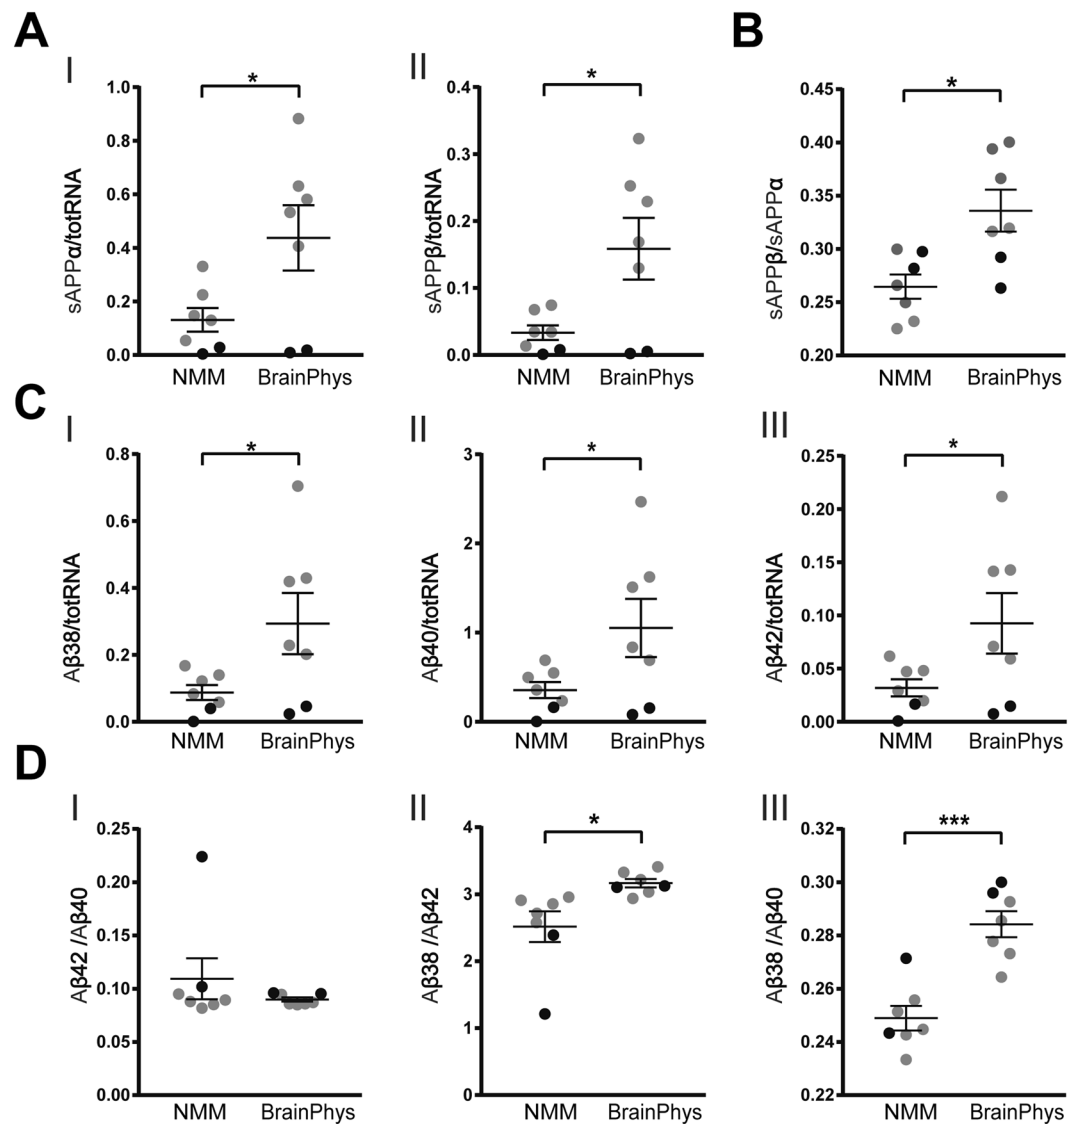 A
B
I
II
*
*
*
1.0
0.8
0.6
0.4
0.2
0.0
sAPPα/totRNA
NMM
BrainPhys
0.4
0.3
0.2
0.1
0.0
sAPPβ/totRNA
NMM
BrainPhys
0.45
0.40
0.35
0.30
0.25
0.20
sAPPβ/sAPPα
NMM
BrainPhys
C
I
II
III
*
*
*
0.8
0.6
0.4
0.2
0.0
Aβ38/totRNA
NMM
BrainPhys
3
2
1
0
Aβ40/totRNA
NMM
BrainPhys
0.25
0.20
0.15
0.10
0.05
0.00
Aβ42/totRNA
NMM
BrainPhys
D
I
II
III
*
***
0.25
0.20
0.15
0.10
0.05
0.00
Aβ42 /Aβ40
NMM
BrainPhys
4
3
2
1
0
Aβ38 /Aβ42
NMM
BrainPhys
0.32
0.30
0.28
0.26
0.24
0.22
Aβ38 /Aβ40
NMM
BrainPhys